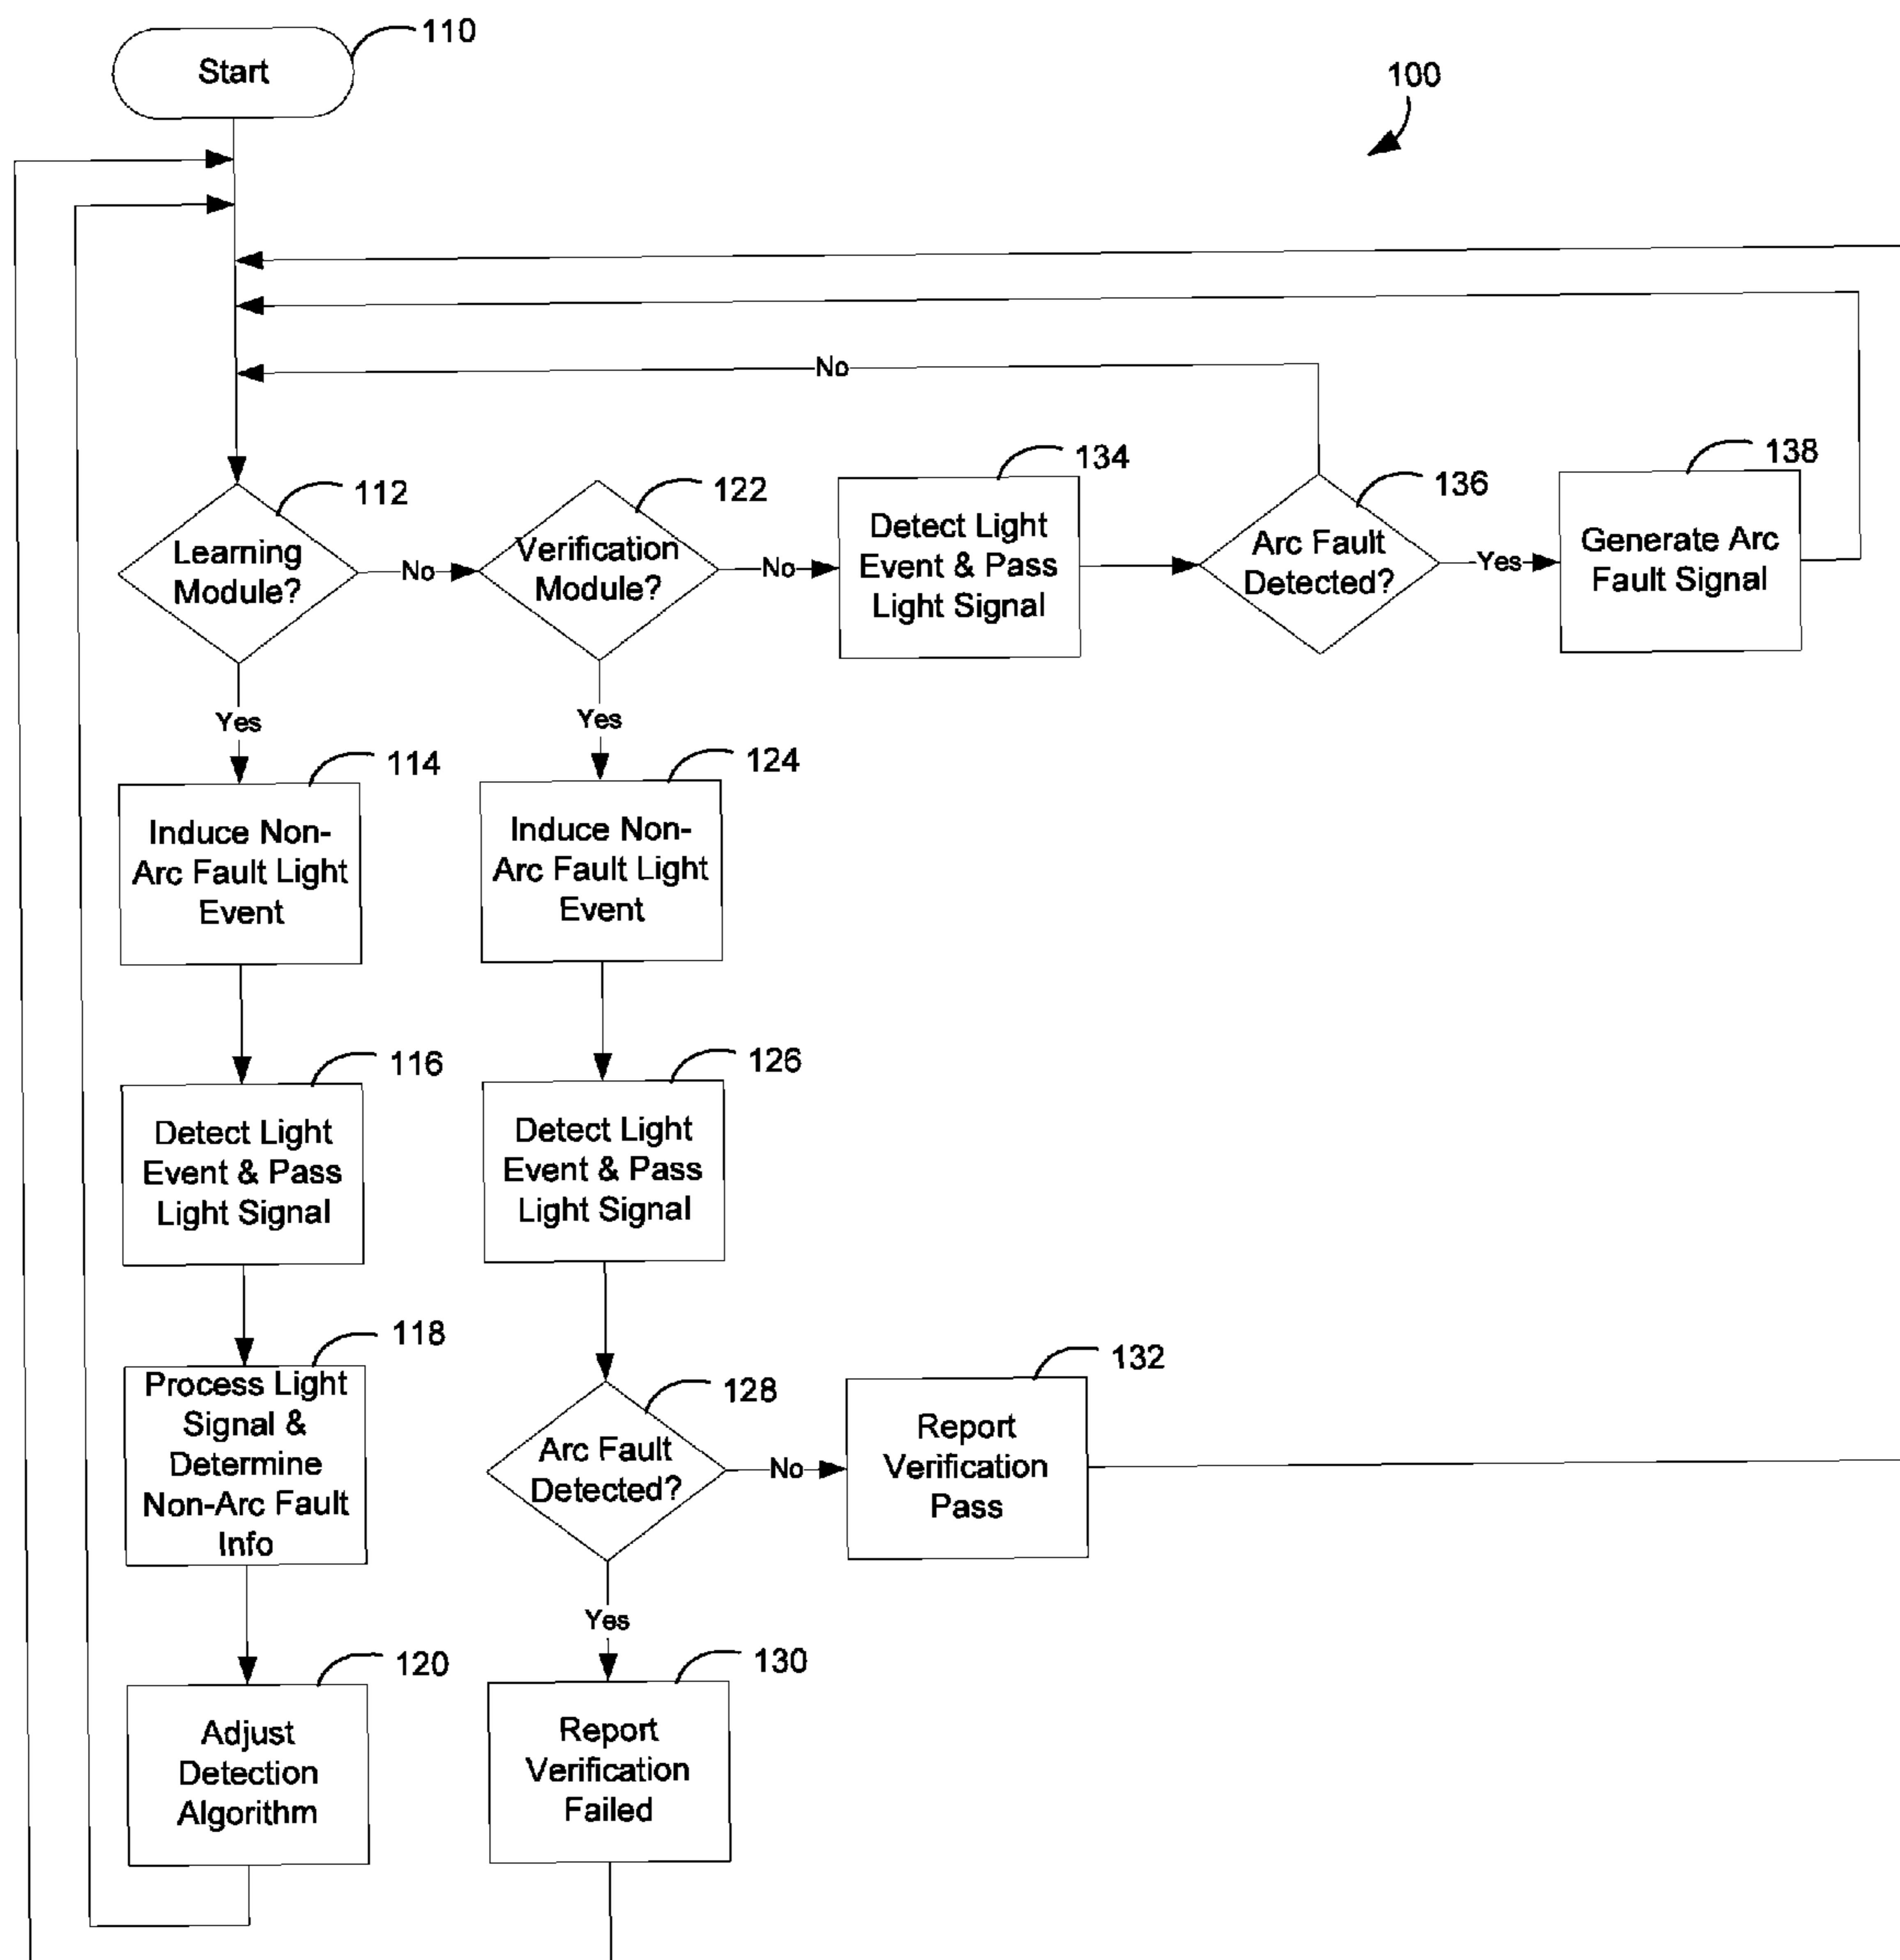 110
Start
100
No
112
Learning
Module?
No
122
Verification
Module?
No
134
Detect Light
Event & Pass
Light Signal
136
Arc Fault
Detected?
Yes
138
Generate Arc
Fault Signal
Yes
Yes
114
Induce Non-
Arc Fault Light
Event
124
Induce Non-
Arc Fault Light
Event
116
Detect Light
Event & Pass
Light Signal
126
Detect Light
Event & Pass
Light Signal
118
Process Light
Signal &
Determine
Non-Arc Fault
Info
128
Arc Fault
Detected?
No
132
Report
Verification
Pass
Yes
120
Adjust
Detection
Algorithm
130
Report
Verification
Failed